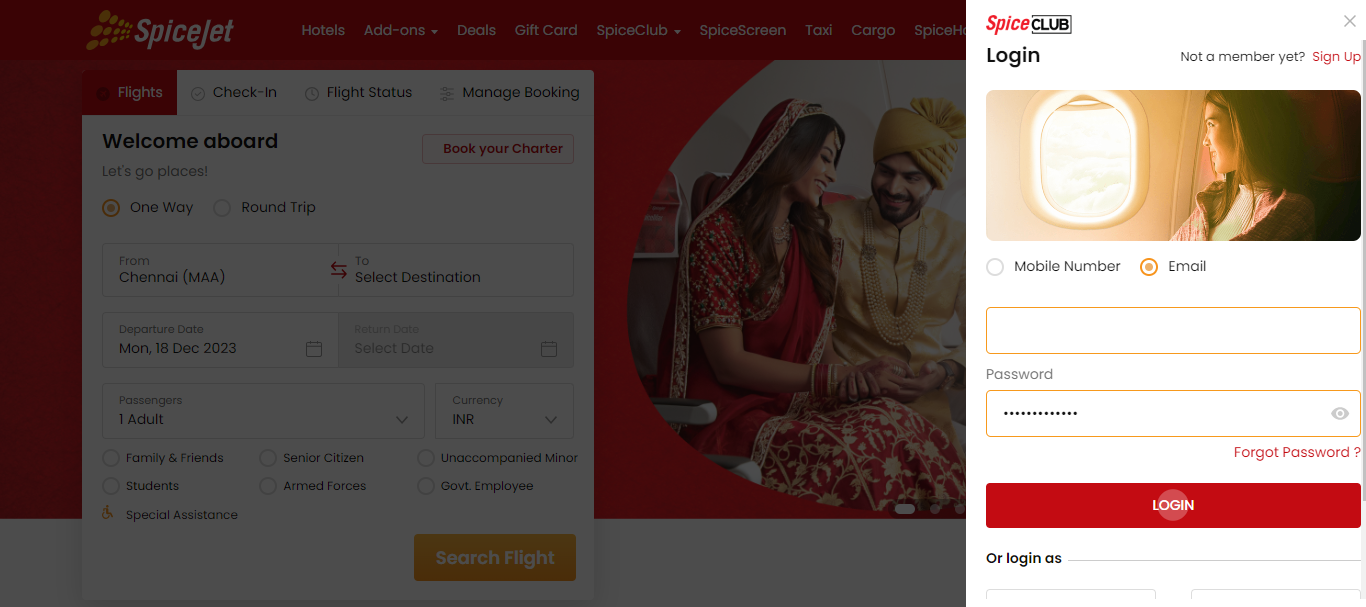 SpiceJet
Hotels Add-ons Deals Gift Card SpiceClub SpiceScreen Taxi Cargo
Flights Check-In Flight Status Manage Booking
Welcome aboard
Book your Charter
Let's go places!
One Way Round Trip
From To
Chennai (MAA) Select Destination
Departure Date Return Date
Mon, 18 Dec 2023 Select Date
Passengers Currency
1 Adult INR
Family & Friends Senior Citizen Unaccompanied Minor
Students Armed Forces Govt. Employee
Special Assistance
Search Flight
SpiceCLUB
Login
Not a member yet? Sign Up
Mobile Number Email
Password
•••••••••••••
Forgot Password ?
LOGIN
Or login as